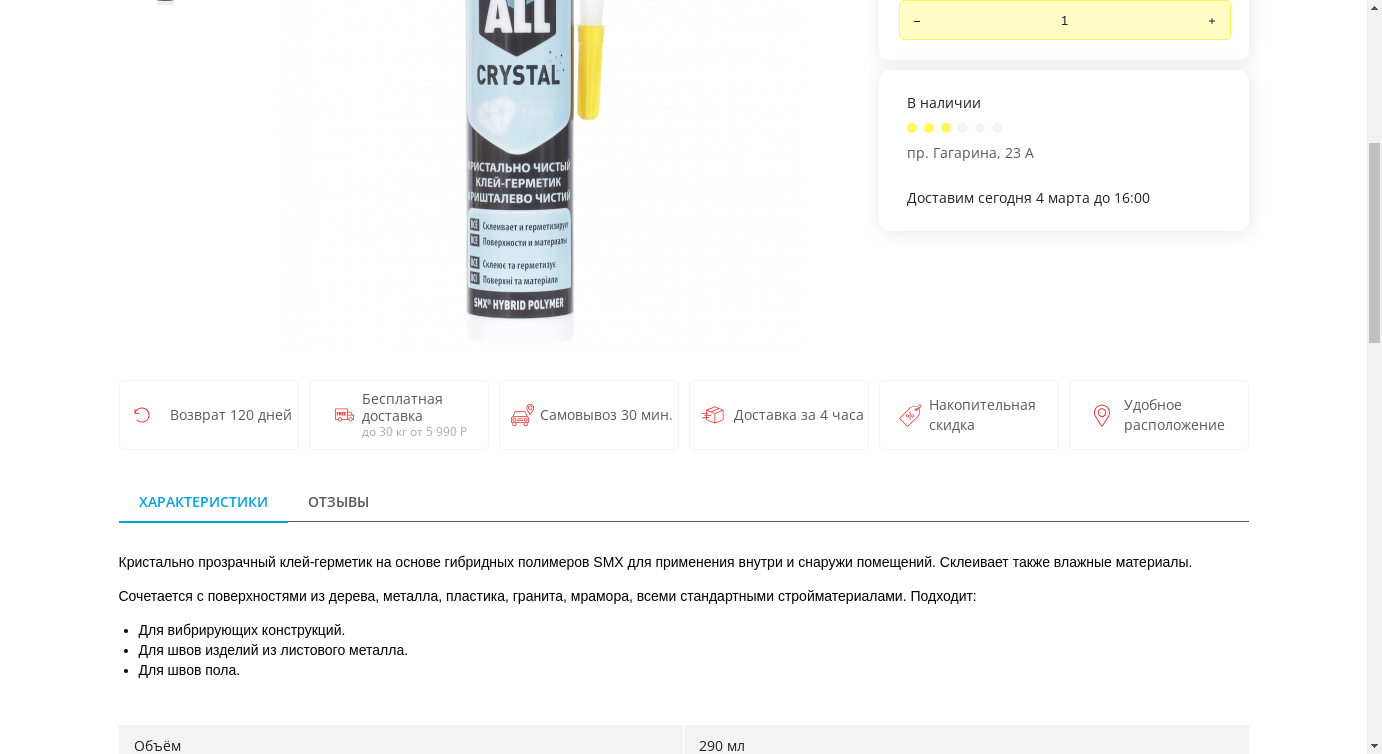 ALL
CRYSTAL
КРИСТАЛЬНО ЧИСТЫЙ
КЛЕЙ-ГЕРМЕТИК
КРИШТАЛЕВО ЧИСТИЙ
ВСЕ Склеивает и герметизирует
ВСЕ Поверхности и материалы
ВСЕ Склеює та герметизує
ВСІ Поверхні та матеріали
SMX® HYBRID POLYMER
– 1 +
В наличии
пр. Гагарина, 23 А
Доставим сегодня 4 марта до 16:00
Возврат 120 дней
FREE
Бесплатная
доставка
до 30 кг от 5 990 Р
Самовывоз 30 мин.
Доставка за 4 часа
Накопительная
скидка
Удобное
расположение
ХАРАКТЕРИСТИКИ ОТЗЫВЫ
Кристально прозрачный клей-герметик на основе гибридных полимеров SMX для применения внутри и снаружи помещений. Склеивает также влажные материалы.
Сочетается с поверхностями из дерева, металла, пластика, гранита, мрамора, всеми стандартными стройматериалами. Подходит:
• Для вибрирующих конструкций.
• Для швов изделий из листового металла.
• Для швов пола.
Объём 290 мл